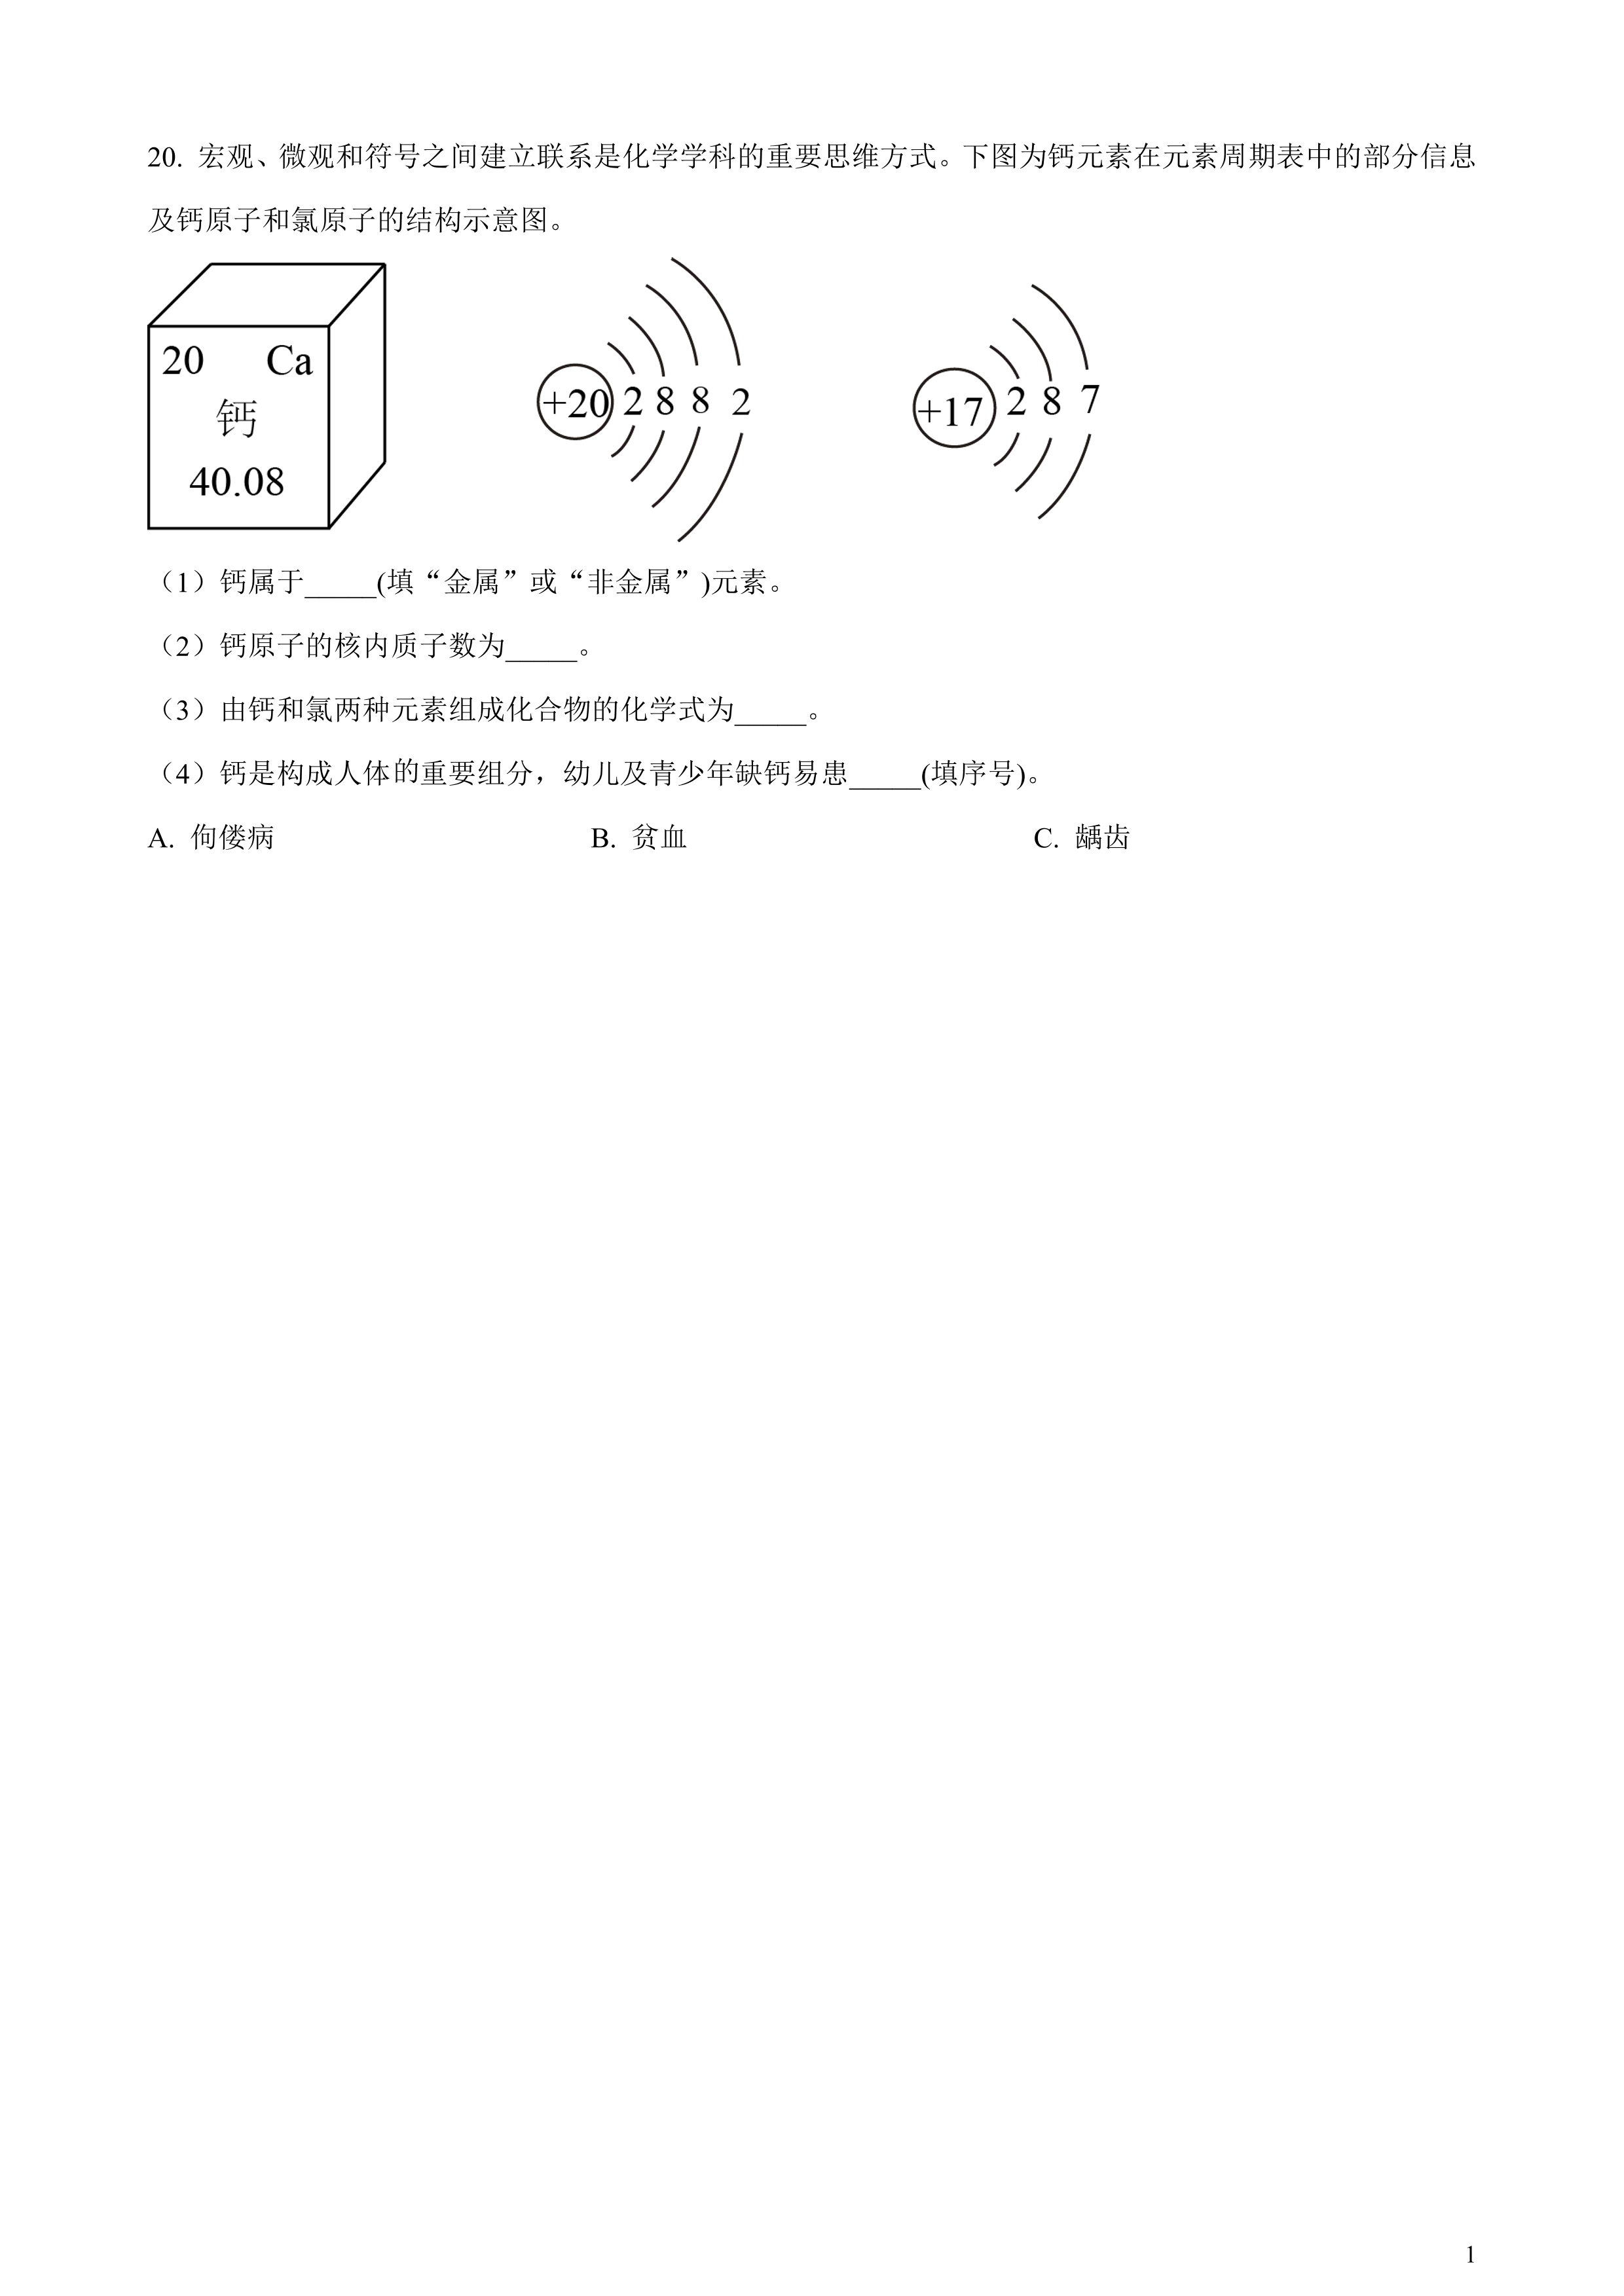 20. 宏观、微观和符号之间建立联系是化学学科的重要思维方式。下图为钙元素在元素周期表中的部分信息
及钙原子和氯原子的结构示意图。
20 Ca
钙
40.08
+20 2 8 8 2
+17 2 8 7
（1）钙属于_____(填“金属”或“非金属”)元素。
（2）钙原子的核内质子数为_____。
（3）由钙和氯两种元素组成化合物的化学式为_____。
（4）钙是构成人体的重要组分，幼儿及青少年缺钙易患_____(填序号)。
A. 佝偻病 B. 贫血 C. 龋齿
1